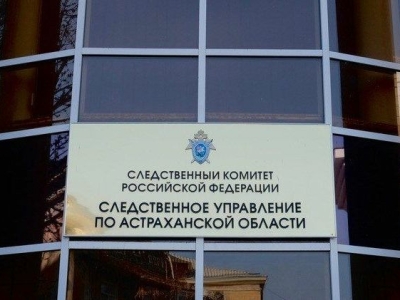 СЛЕДСТВЕННЫЙ КОМИТЕТ
РОССИЙСКОЙ ФЕДЕРАЦИИ
СЛЕДСТВЕННОЕ УПРАВЛЕНИЕ
ПО АСТРАХАНСКОЙ ОБЛАСТИ